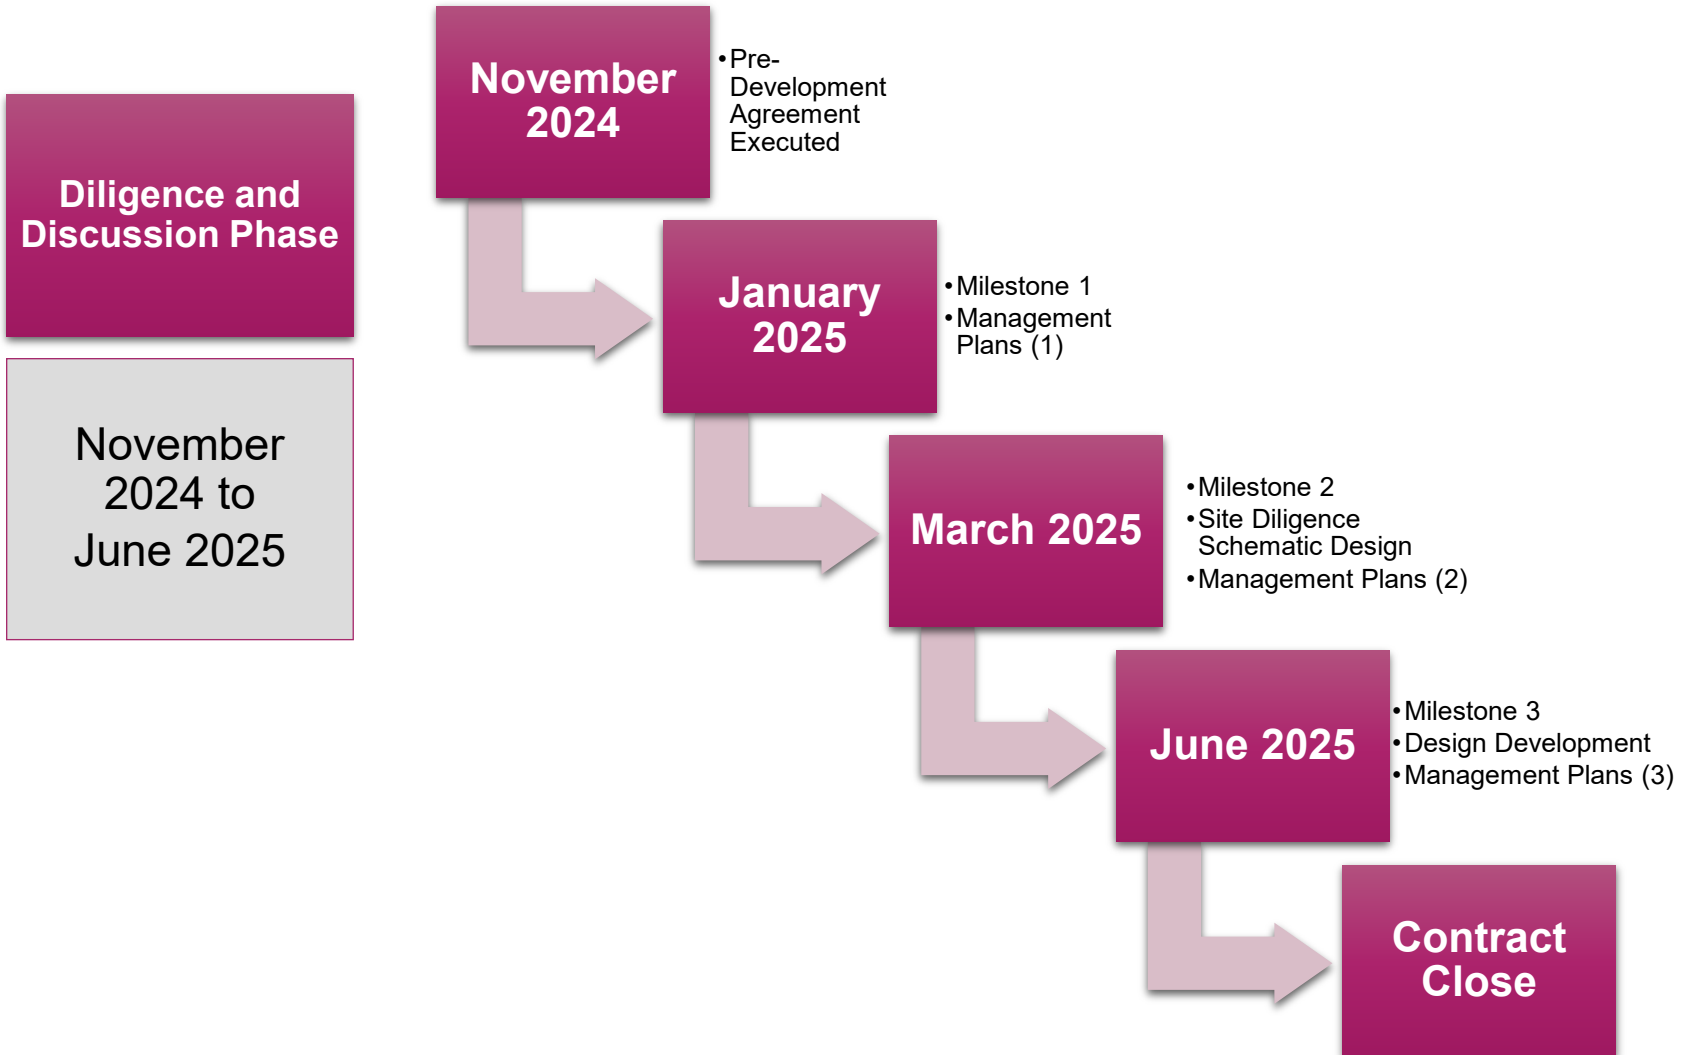 Diligence and
Discussion Phase
November
2024 to
June 2025
November
2024
•Pre-
Development
Agreement
Executed
January
2025
•Milestone 1
•Management
Plans (1)
March 2025
•Milestone 2
•Site Diligence
Schematic Design
•Management Plans (2)
June 2025
•Milestone 3
•Design Development
•Management Plans (3)
Contract
Close